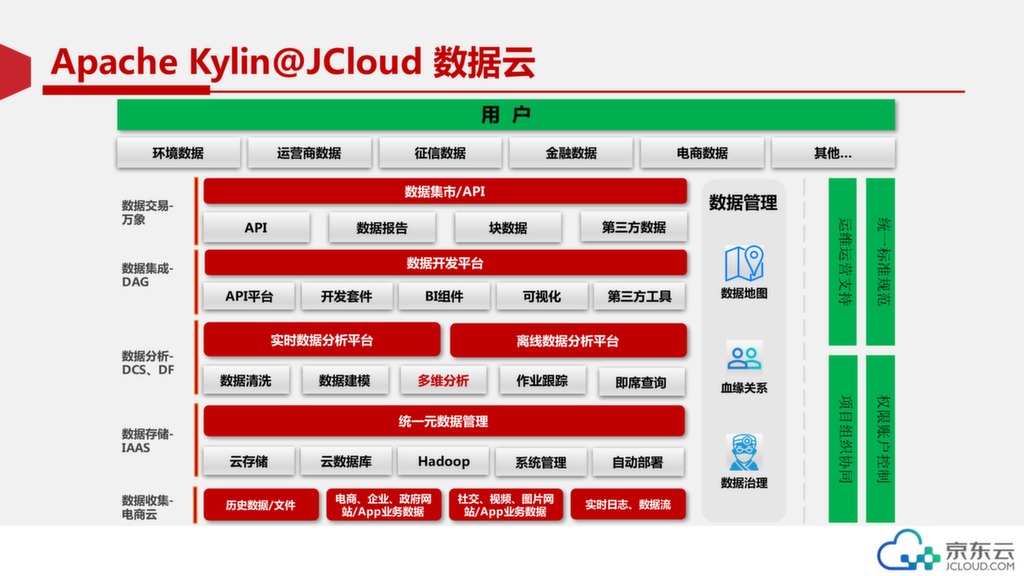 Apache Kylin@JCloud 数据云
用 户
环境数据
运营商数据
征信数据
金融数据
电商数据
其他...
数据交易-
万象
数据集市/API
API
数据报告
块数据
第三方数据
数据集成-
DAG
数据开发平台
API平台
开发套件
BI组件
可视化
第三方工具
数据分析-
DCS、DF
实时数据分析平台
离线数据分析平台
数据清洗
数据建模
多维分析
作业跟踪
即席查询
数据存储-
IAAS
统一元数据管理
云存储
云数据库
Hadoop
系统管理
自动部署
数据收集-
电商云
历史数据/文件
电商、企业、政府网
站/App业务数据
社交、视频、图片网
站/App业务数据
实时日志、数据流
数据管理
数据地图
血缘关系
数据治理
运维运营支持
统一标准规范
项目组织协同
权限账户控制
京东云
JCLOUD.COM